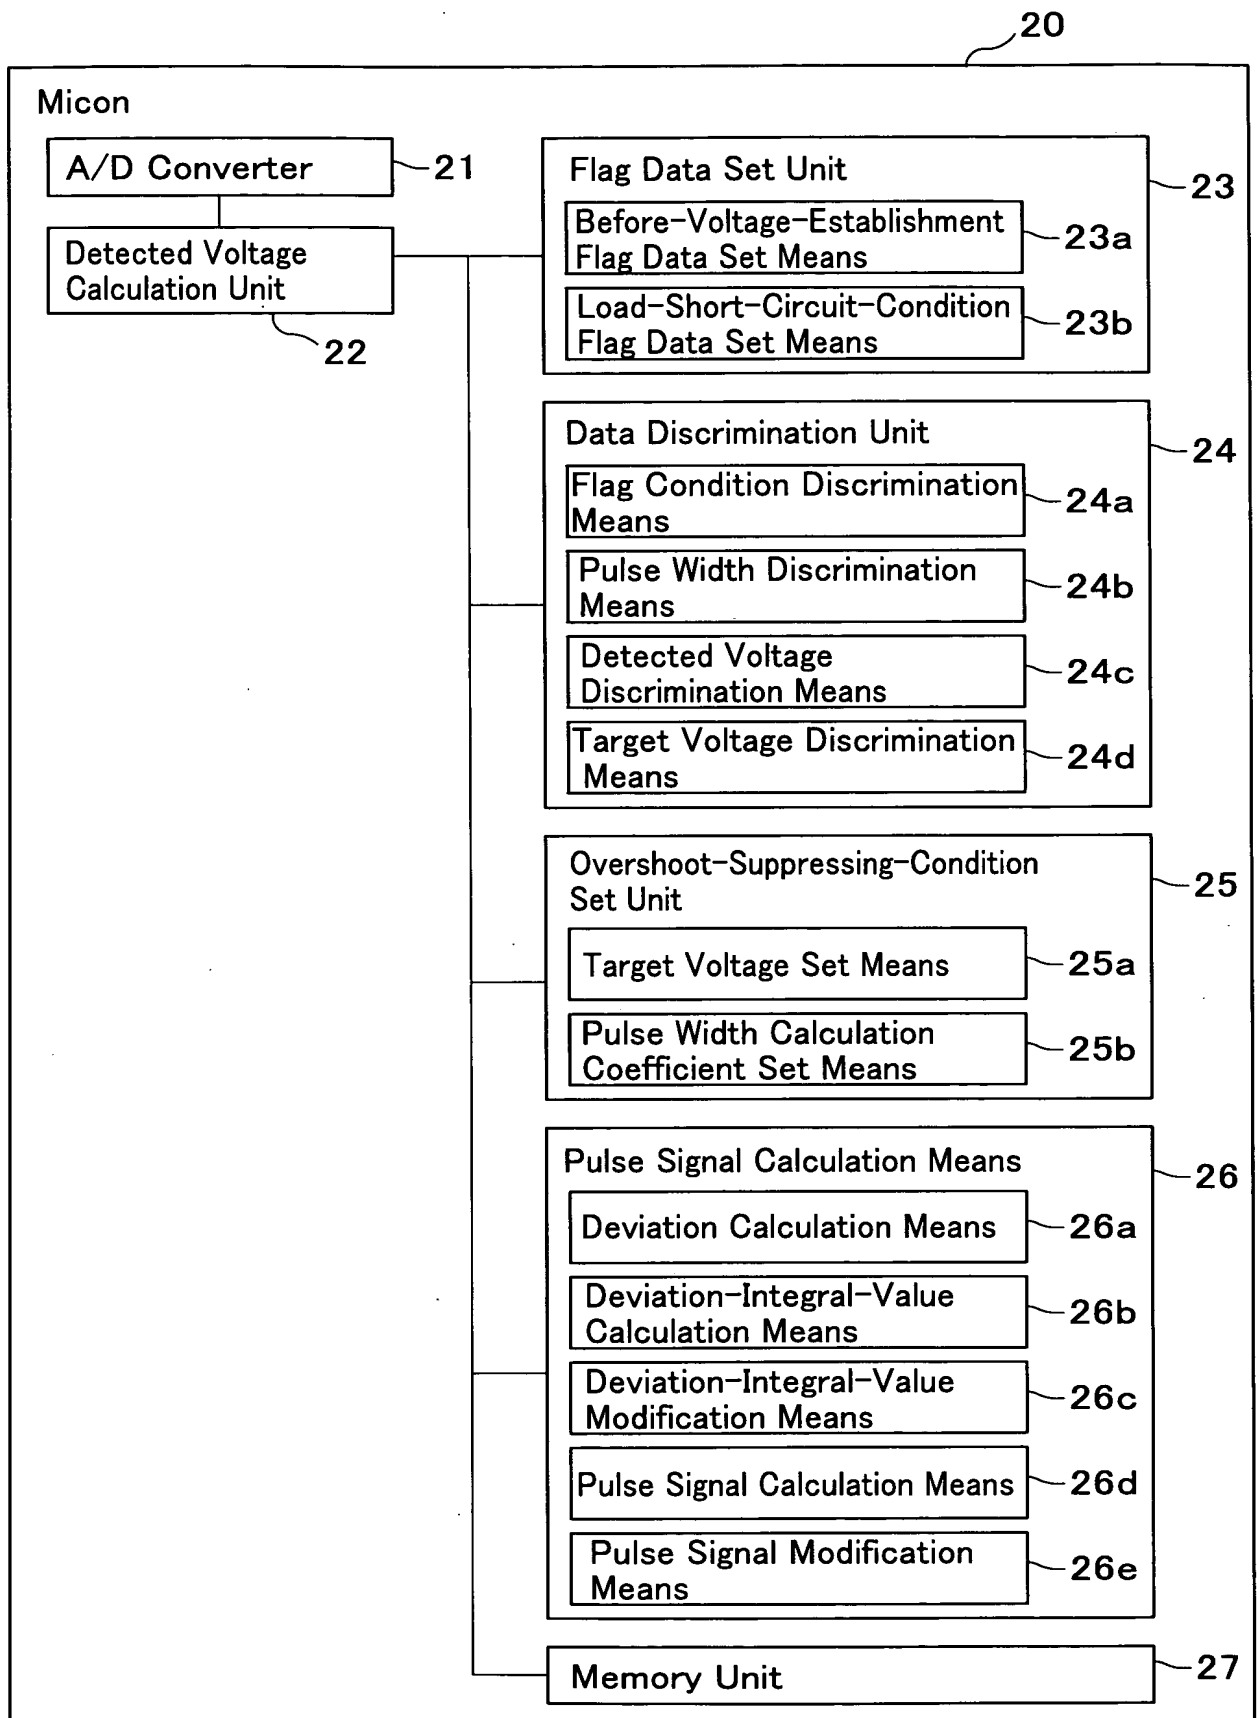 20
Micon
A/D Converter
21
Detected Voltage
Calculation Unit
22
Flag Data Set Unit
23
Before-Voltage-Establishment
Flag Data Set Means
23a
Load-Short-Circuit-Condition
Flag Data Set Means
23b
Data Discrimination Unit
24
Flag Condition Discrimination
Means
24a
Pulse Width Discrimination
Means
24b
Detected Voltage
Discrimination Means
24c
Target Voltage Discrimination
Means
24d
Overshoot-Suppressing-Condition
Set Unit
25
Target Voltage Set Means
25a
Pulse Width Calculation
Coefficient Set Means
25b
Pulse Signal Calculation Means
26
Deviation Calculation Means
26a
Deviation-Integral-Value
Calculation Means
26b
Deviation-Integral-Value
Modification Means
26c
Pulse Signal Calculation Means
26d
Pulse Signal Modification
Means
26e
Memory Unit
27